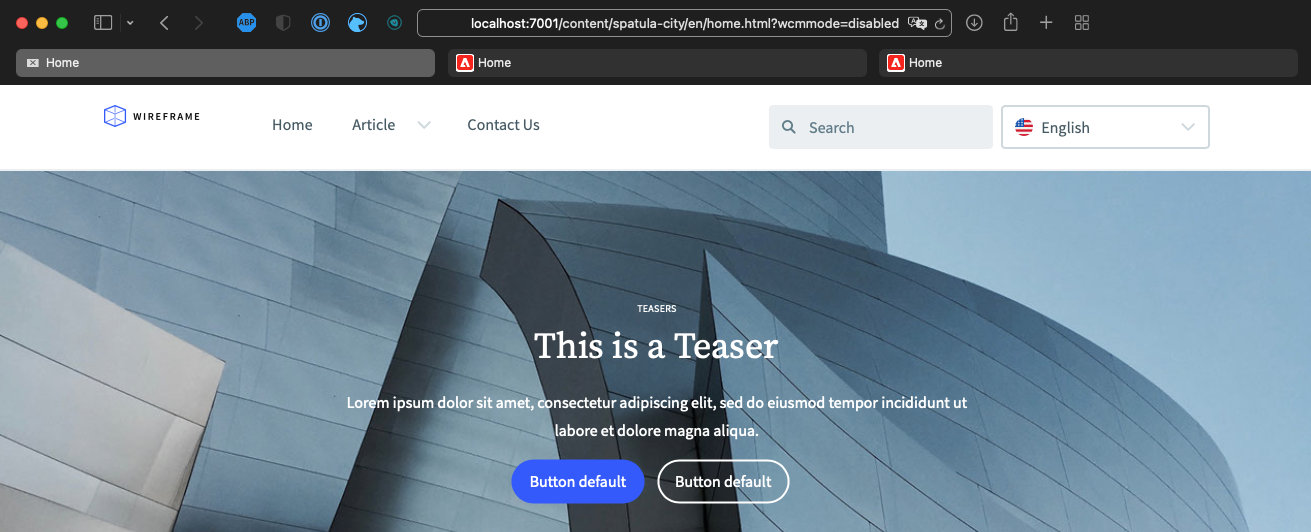 ABP
localhost:7001/content/spatula-city/en/home.html?wcmmode=disabled
Home
Home
Home
WIREFRAME
Home
Article
Contact Us
Search
English
TEASERS
This is a Teaser
Lorem ipsum dolor sit amet, consectetur adipiscing elit, sed do eiusmod tempor incididunt ut
labore et dolore magna aliqua.
Button default
Button default